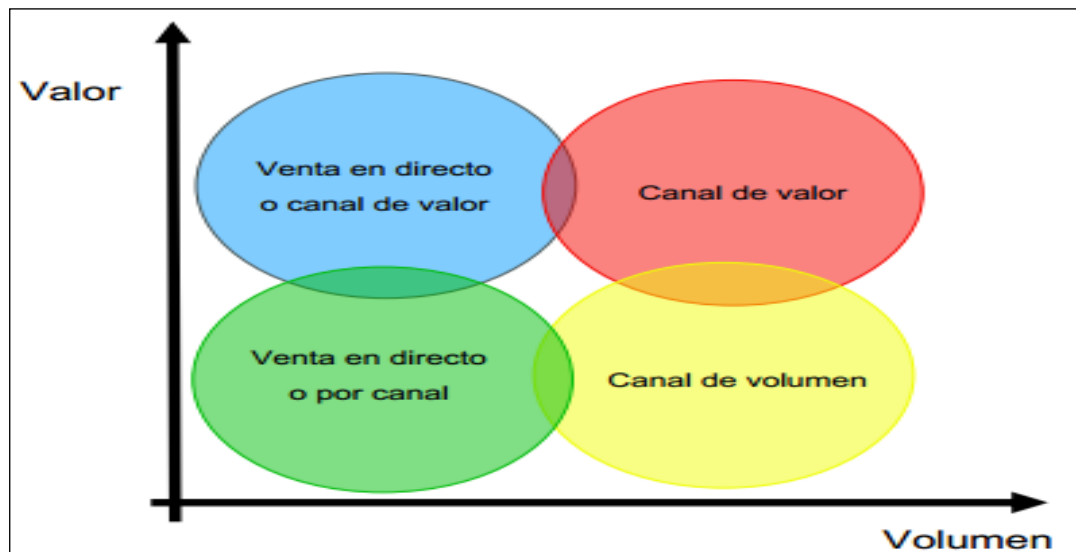 Valor
Venta en directo
o canal de valor
Canal de valor
Venta en directo
o por canal
Canal de volumen
Volumen